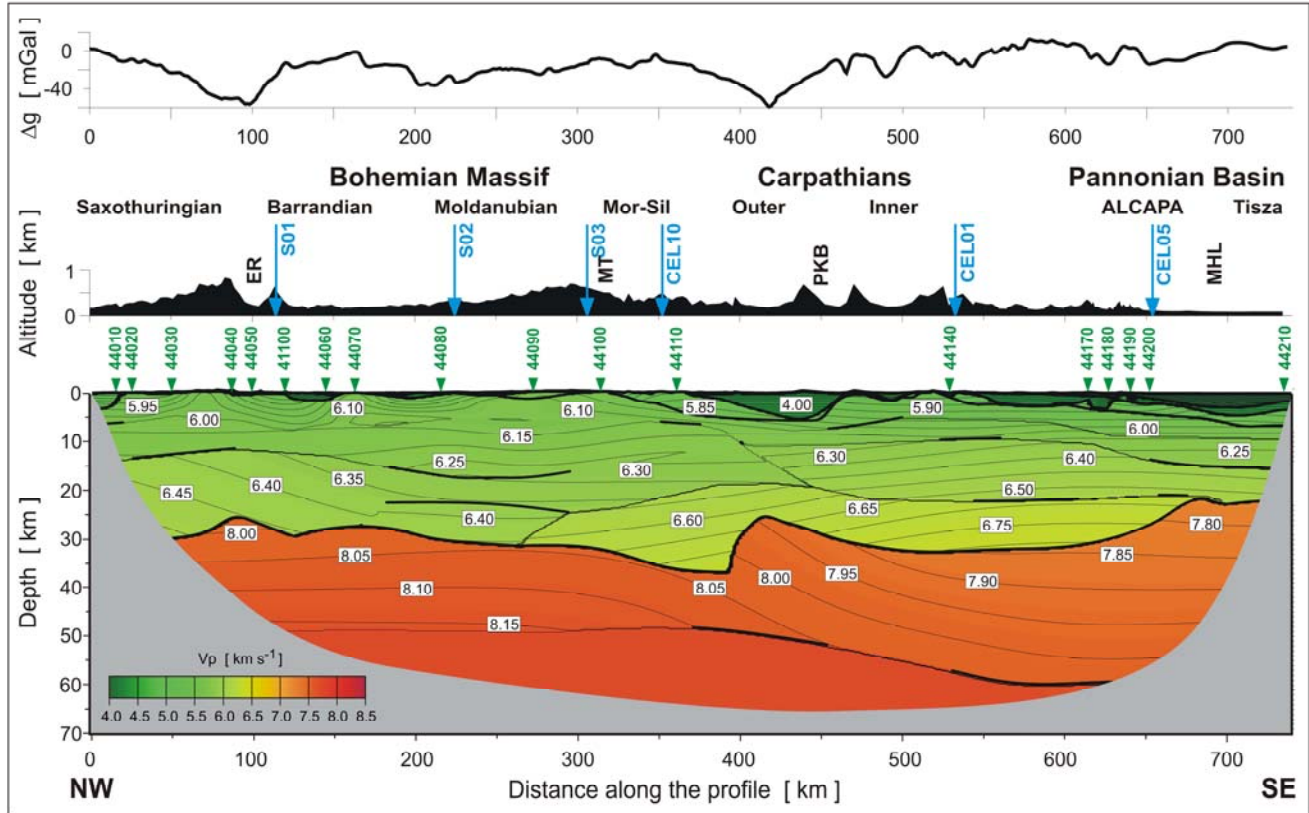 Δg [ mGal ]
0
-40
0 100 200 300 400 500 600 700
Bohemian Massif Carpathians Pannonian Basin
Saxothuringian Barrandian Moldanubian Mor-Sil Outer Inner ALCAPA Tisza
Altitude [ km ]
1
0
ER S01 S02 S03 MT CEL10 PKB CEL01 CEL05 MHL
44010 44020 44030 44040 44050 41100 44060 44070 44080 44090 44100 44110 44140 44170 44180 44190 44200 44210
Depth [ km ]
0
10
20
30
40
50
60
70
5.95 6.10 6.10 5.85 4.00 5.90
6.00 6.15 6.00
6.25 6.30 6.30 6.40 6.25
6.45 6.40 6.35
6.40 6.60 6.65 6.50
8.00 6.75 7.80
8.05 7.85
8.10 8.05 8.00 7.95 7.90
8.15
Vp [ km s-1 ]
4.0 4.5 5.0 5.5 6.0 6.5 7.0 7.5 8.0 8.5
0 100 200 300 400 500 600 700
NW Distance along the profile [ km ] SE